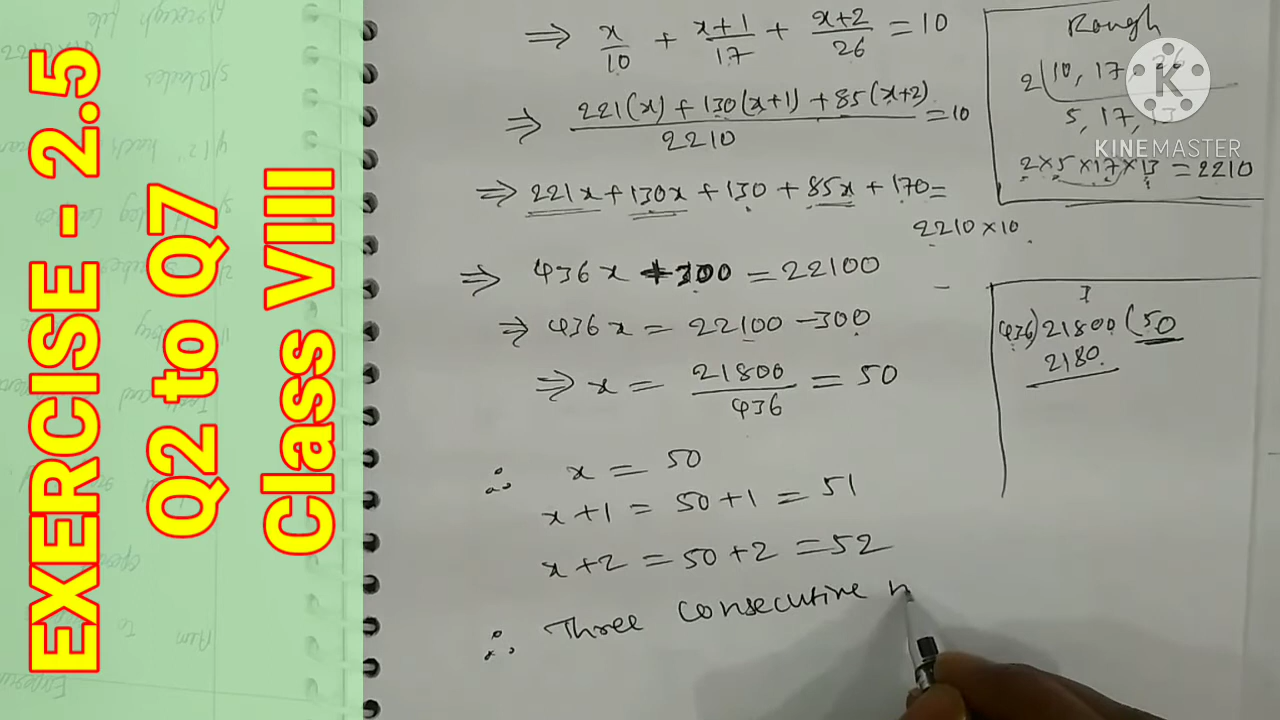 EXERCISE - 2.5
Q2 to Q7
Class VIII
⇒ x/10 + x+1/17 + x+2/26 = 10
⇒ 221(x) + 130(x+1) + 85(x+2)/2210 = 10
⇒ 221x + 130x + 130 + 85x + 170 =
2210 × 10
⇒ 436x + 300 = 22100
⇒ 436x = 22100 - 300
⇒ x = 21800/436 = 50
∴ x = 50
x+1 = 50+1 = 51
x+2 = 50+2 = 52
∴ Three consecutive n
Rough
2 10, 17, 26
5, 17, 13
2×5×17×13 = 2210
KINEMASTER
436) 21800 (50
2180